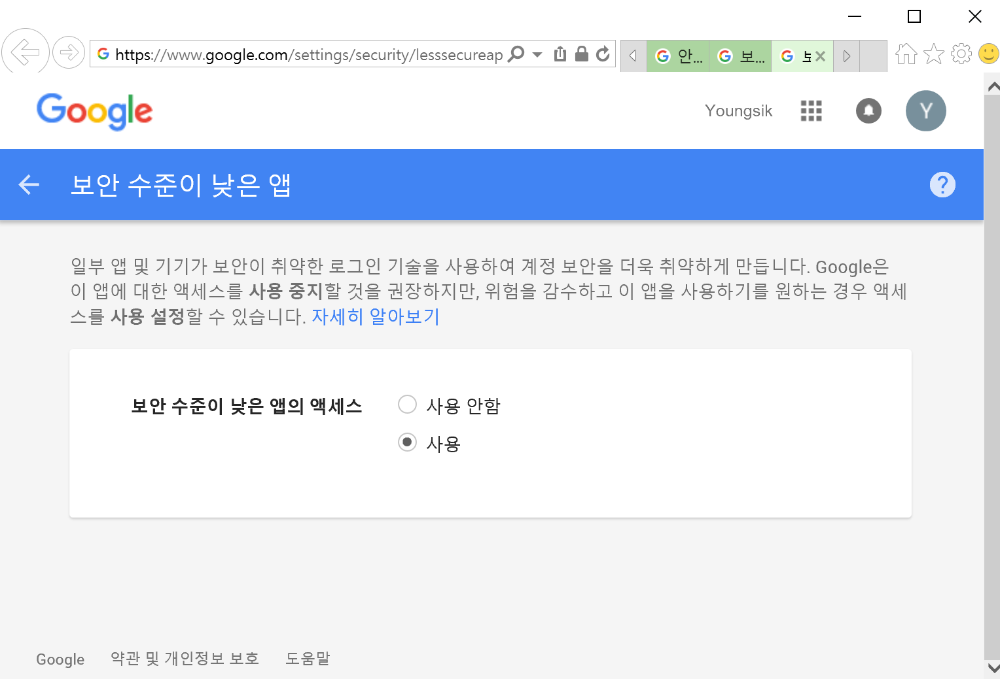 https://www.google.com/settings/security/lesssecureap
안...
보...
Google
Youngsik
Y
보안 수준이 낮은 앱
?
일부 앱 및 기기가 보안이 취약한 로그인 기술을 사용하여 계정 보안을 더욱 취약하게 만듭니다. Google은
이 앱에 대한 액세스를 사용 중지할 것을 권장하지만, 위험을 감수하고 이 앱을 사용하기를 원하는 경우 액세
스를 사용 설정할 수 있습니다. 자세히 알아보기
보안 수준이 낮은 앱의 액세스
사용 안함
사용
Google 약관 및 개인정보 보호 도움말